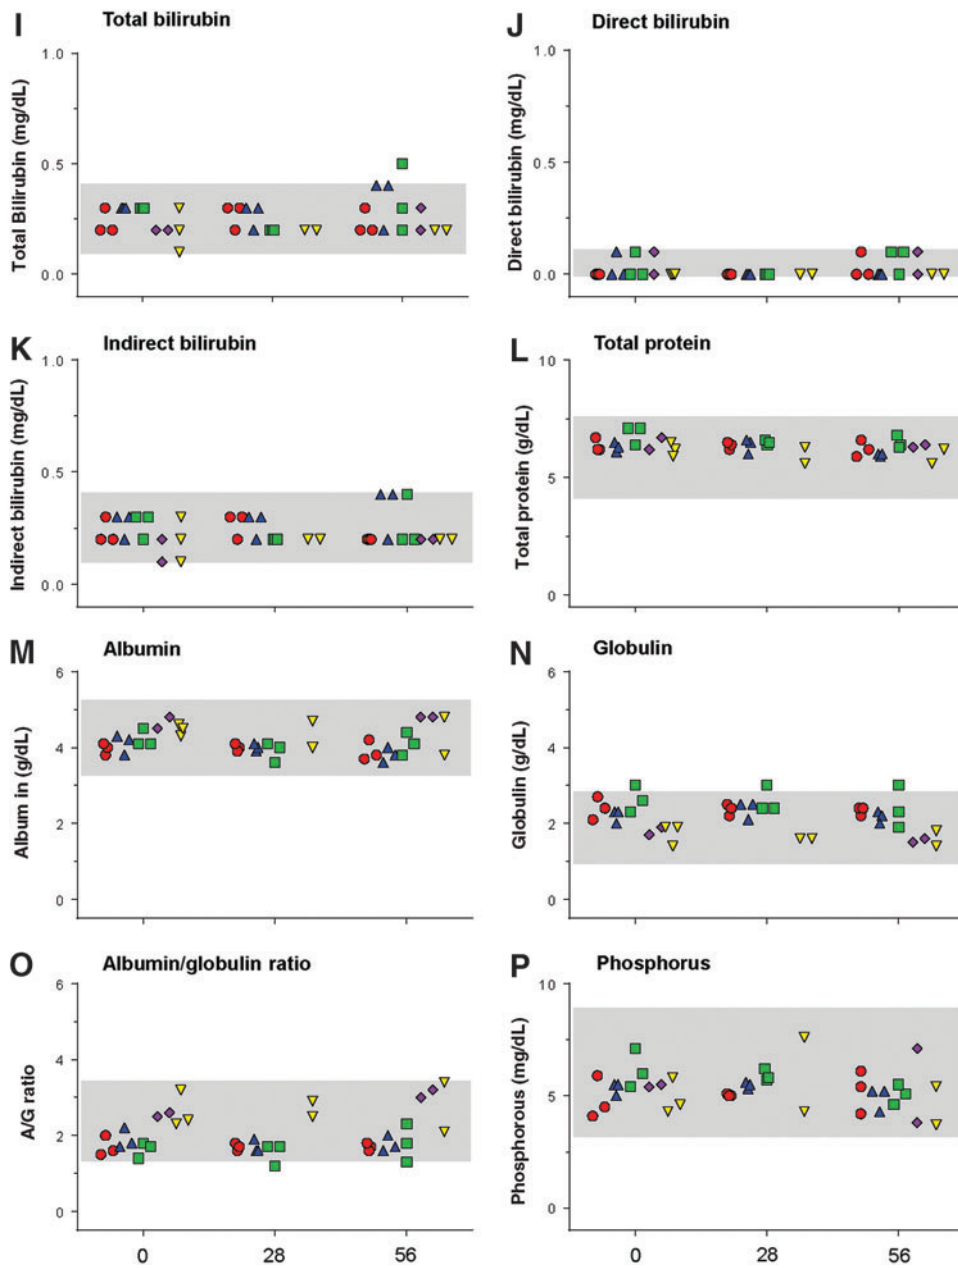 I Total bilirubin
Total Bilirubin (mg/dL)
1.0
0.5
0.0
J Direct bilirubin
Direct bilirubin (mg/dL)
1.0
0.5
0.0
K Indirect bilirubin
Indirect bilirubin (mg/dL)
1.0
0.5
0.0
L Total protein
Total protein (g/dL)
10
5
0
M Albumin
Album in (g/dL)
6
4
2
0
N Globulin
Globulin (g/dL)
6
4
2
0
O Albumin/globulin ratio
A/G ratio
6
4
2
0
0 28 56
P Phosphorus
Phosphorous (mg/dL)
10
5
0
0 28 56